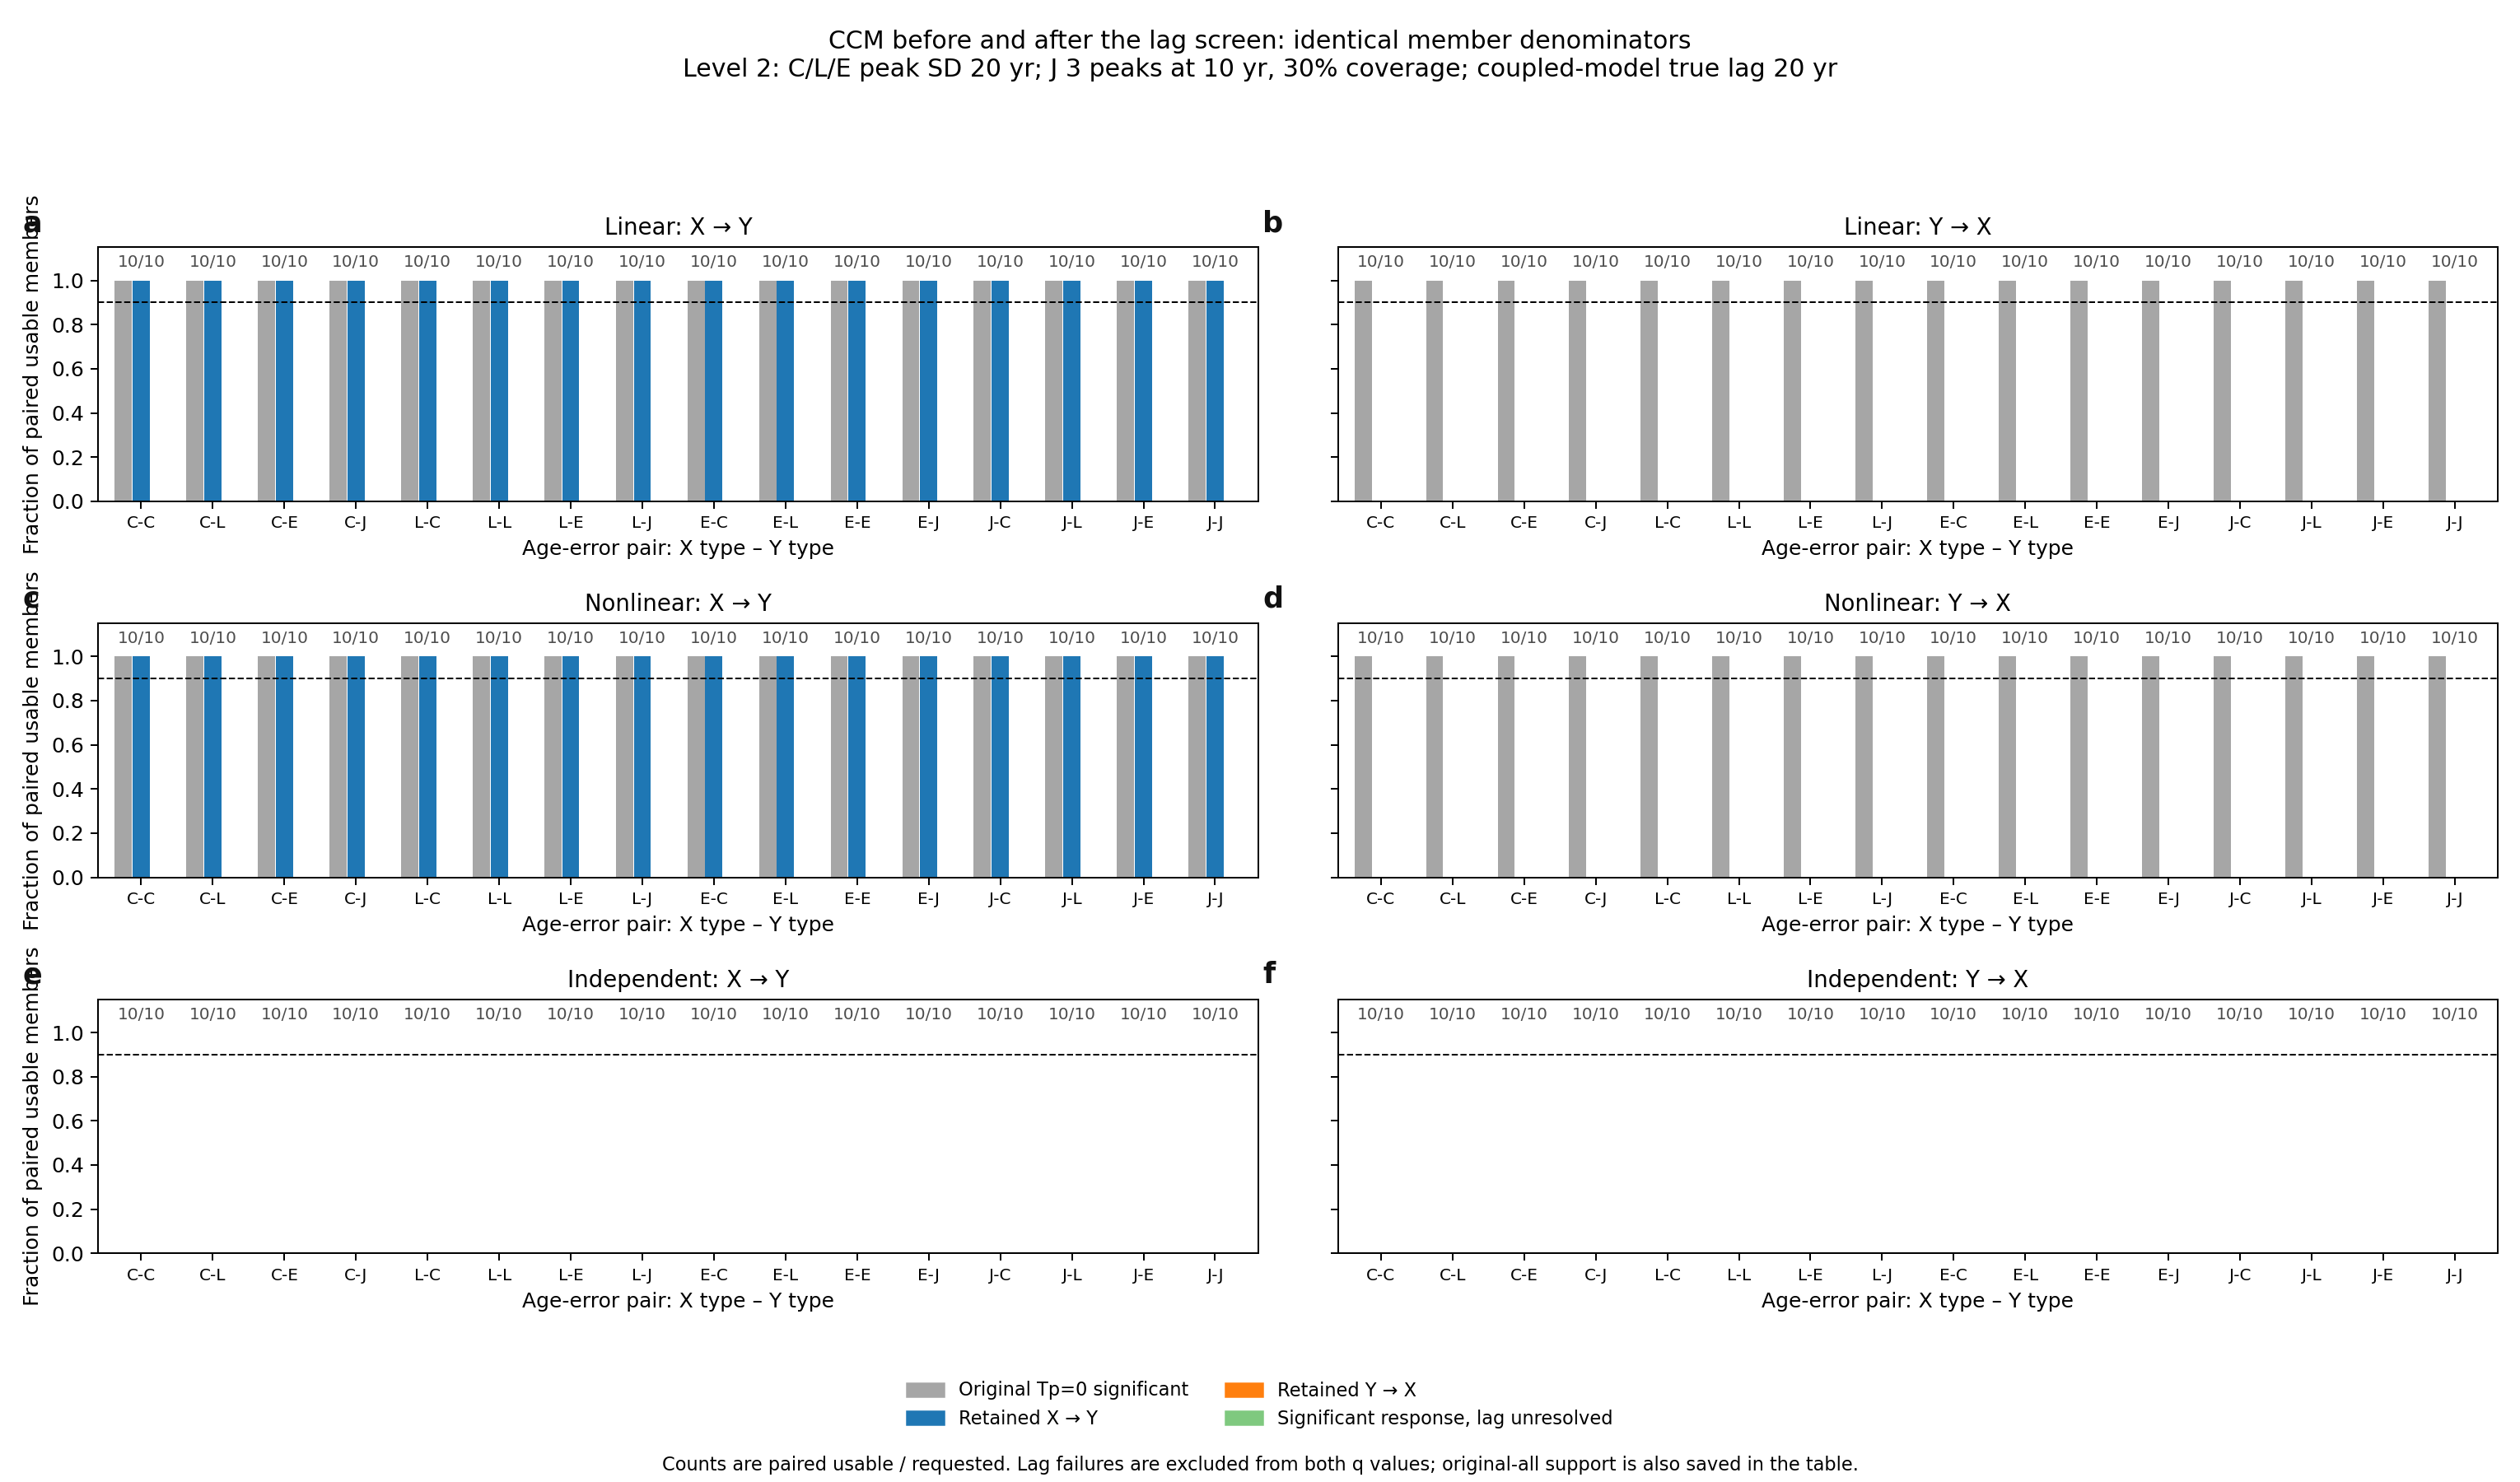 CCM before and after the lag screen: identical member denominators
Level 2: C/L/E peak SD 20 yr; J 3 peaks at 10 yr, 30% coverage; coupled-model true lag 20 yr
a
Linear: X → Y
Fraction of paired usable members
10/10 10/10 10/10 10/10 10/10 10/10 10/10 10/10 10/10 10/10 10/10 10/10 10/10 10/10 10/10 10/10
1.0
0.8
0.6
0.4
0.2
0.0
C-C C-L C-E C-J L-C L-L L-E L-J E-C E-L E-E E-J J-C J-L J-E J-J
Age-error pair: X type – Y type
b
Linear: Y → X
10/10 10/10 10/10 10/10 10/10 10/10 10/10 10/10 10/10 10/10 10/10 10/10 10/10 10/10 10/10 10/10
C-C C-L C-E C-J L-C L-L L-E L-J E-C E-L E-E E-J J-C J-L J-E J-J
Age-error pair: X type – Y type
c
Nonlinear: X → Y
Fraction of paired usable members
10/10 10/10 10/10 10/10 10/10 10/10 10/10 10/10 10/10 10/10 10/10 10/10 10/10 10/10 10/10 10/10
1.0
0.8
0.6
0.4
0.2
0.0
C-C C-L C-E C-J L-C L-L L-E L-J E-C E-L E-E E-J J-C J-L J-E J-J
Age-error pair: X type – Y type
d
Nonlinear: Y → X
10/10 10/10 10/10 10/10 10/10 10/10 10/10 10/10 10/10 10/10 10/10 10/10 10/10 10/10 10/10 10/10
C-C C-L C-E C-J L-C L-L L-E L-J E-C E-L E-E E-J J-C J-L J-E J-J
Age-error pair: X type – Y type
e
Independent: X → Y
Fraction of paired usable members
10/10 10/10 10/10 10/10 10/10 10/10 10/10 10/10 10/10 10/10 10/10 10/10 10/10 10/10 10/10 10/10
1.0
0.8
0.6
0.4
0.2
0.0
C-C C-L C-E C-J L-C L-L L-E L-J E-C E-L E-E E-J J-C J-L J-E J-J
Age-error pair: X type – Y type
f
Independent: Y → X
10/10 10/10 10/10 10/10 10/10 10/10 10/10 10/10 10/10 10/10 10/10 10/10 10/10 10/10 10/10 10/10
C-C C-L C-E C-J L-C L-L L-E L-J E-C E-L E-E E-J J-C J-L J-E J-J
Age-error pair: X type – Y type
Original Tp=0 significant
Retained X → Y
Retained Y → X
Significant response, lag unresolved
Counts are paired usable / requested. Lag failures are excluded from both q values; original-all support is also saved in the table.